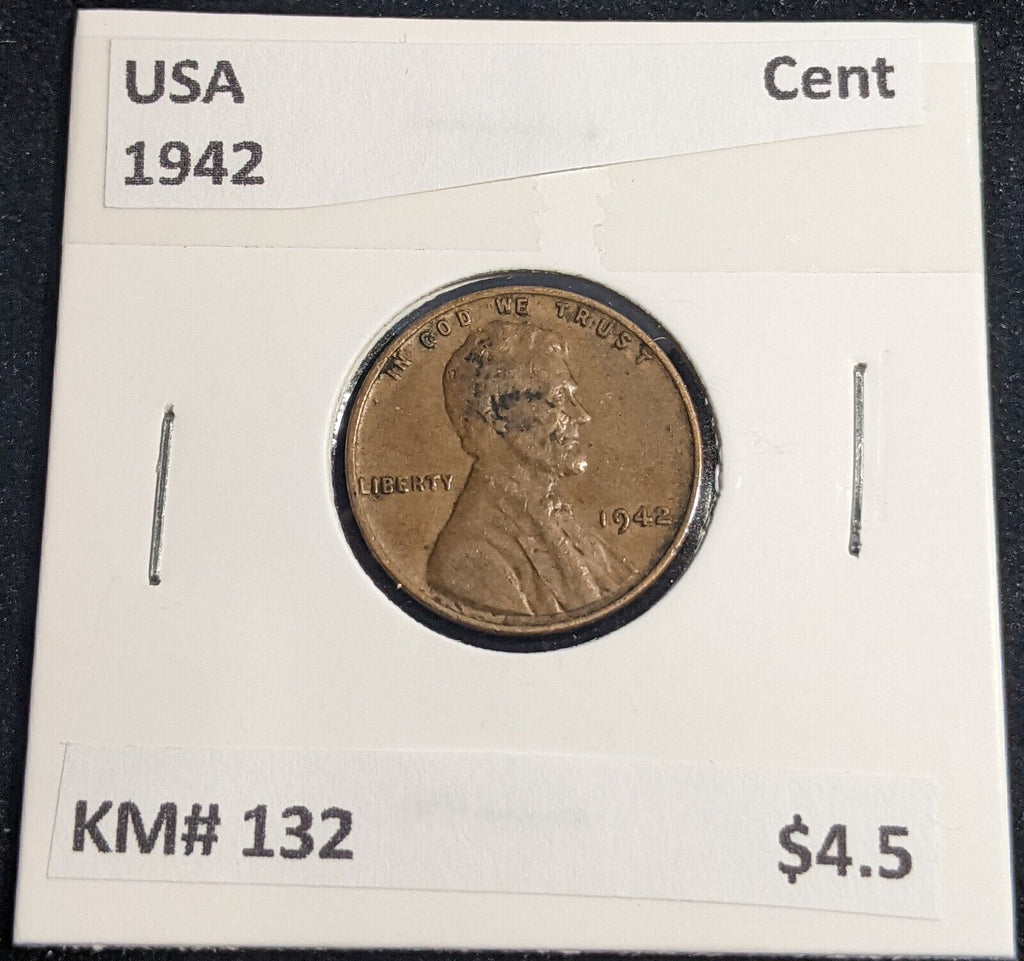 USA Cent
1942
IN GOD WE TRUST
LIBERTY
1942
KM# 132 $4.5